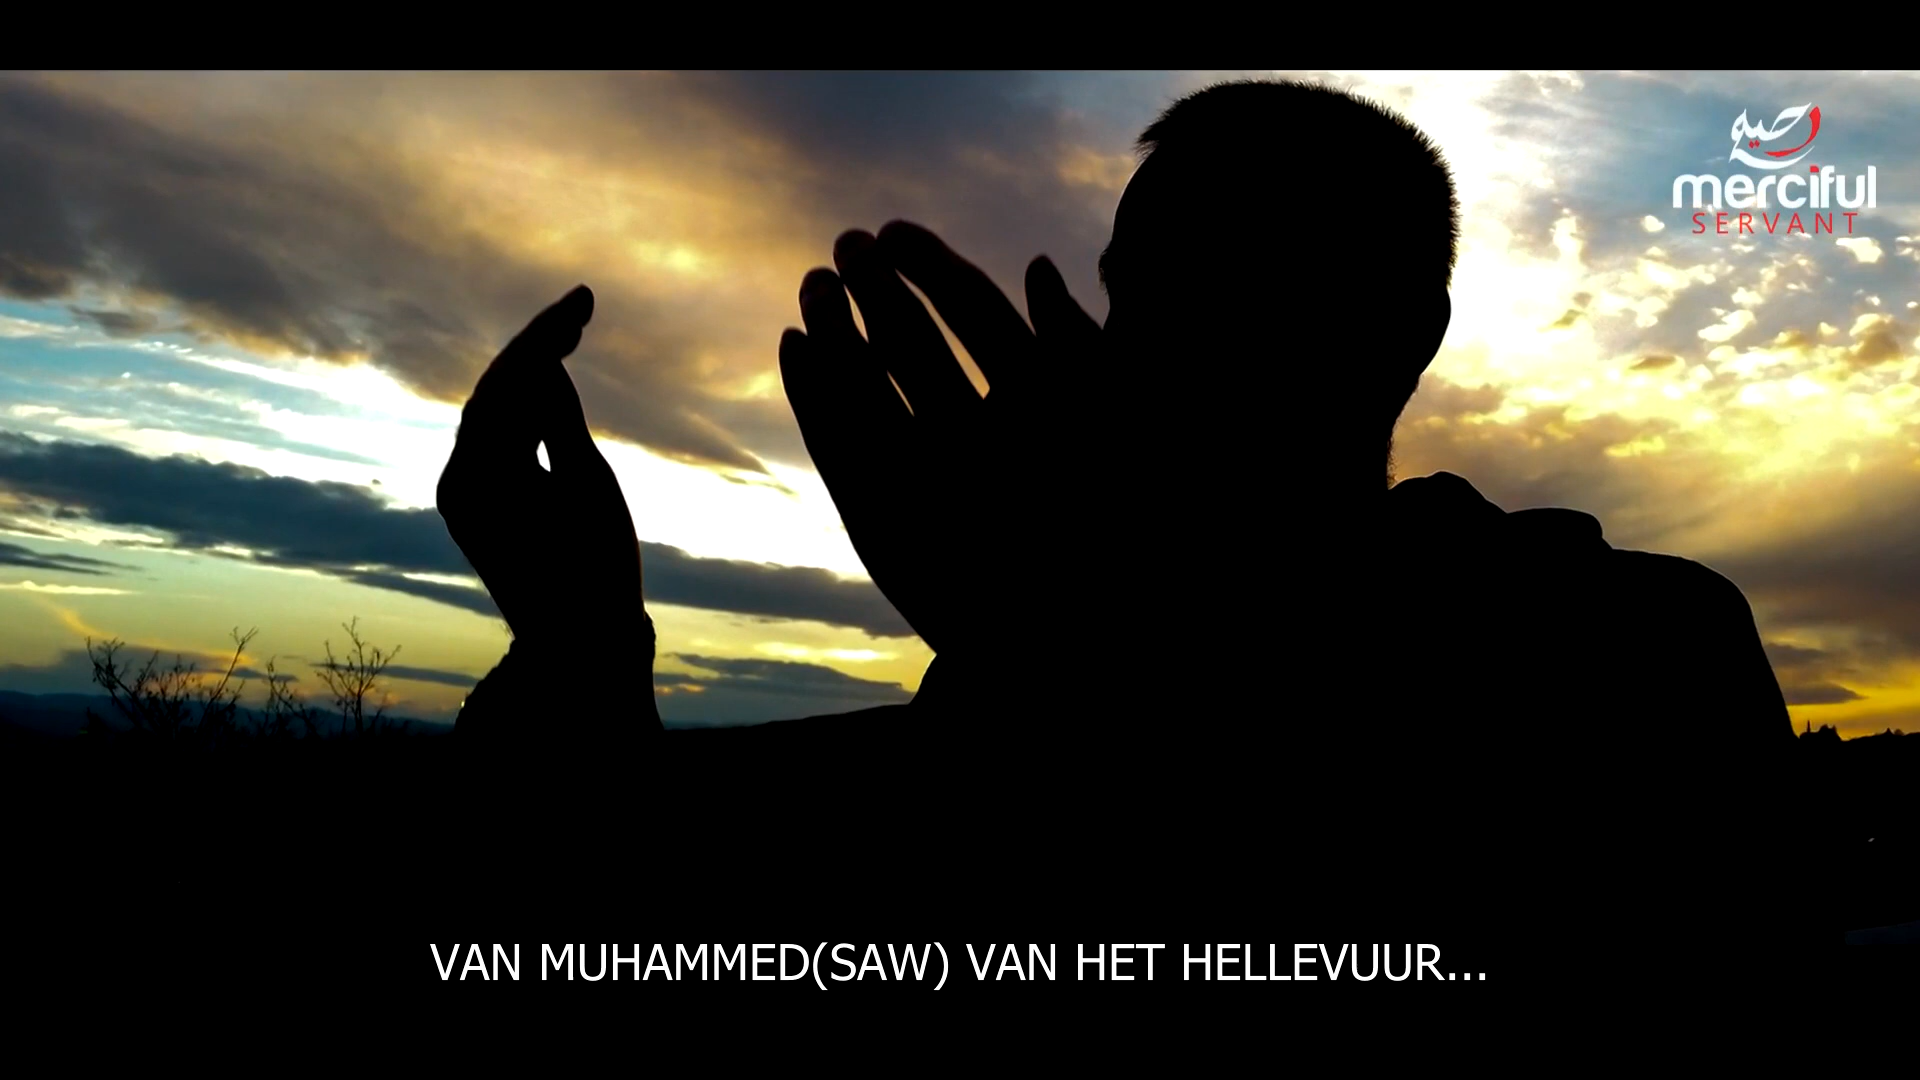 رحيم
merciful
SERVANT
VAN MUHAMMED(SAW) VAN HET HELLEVUUR...